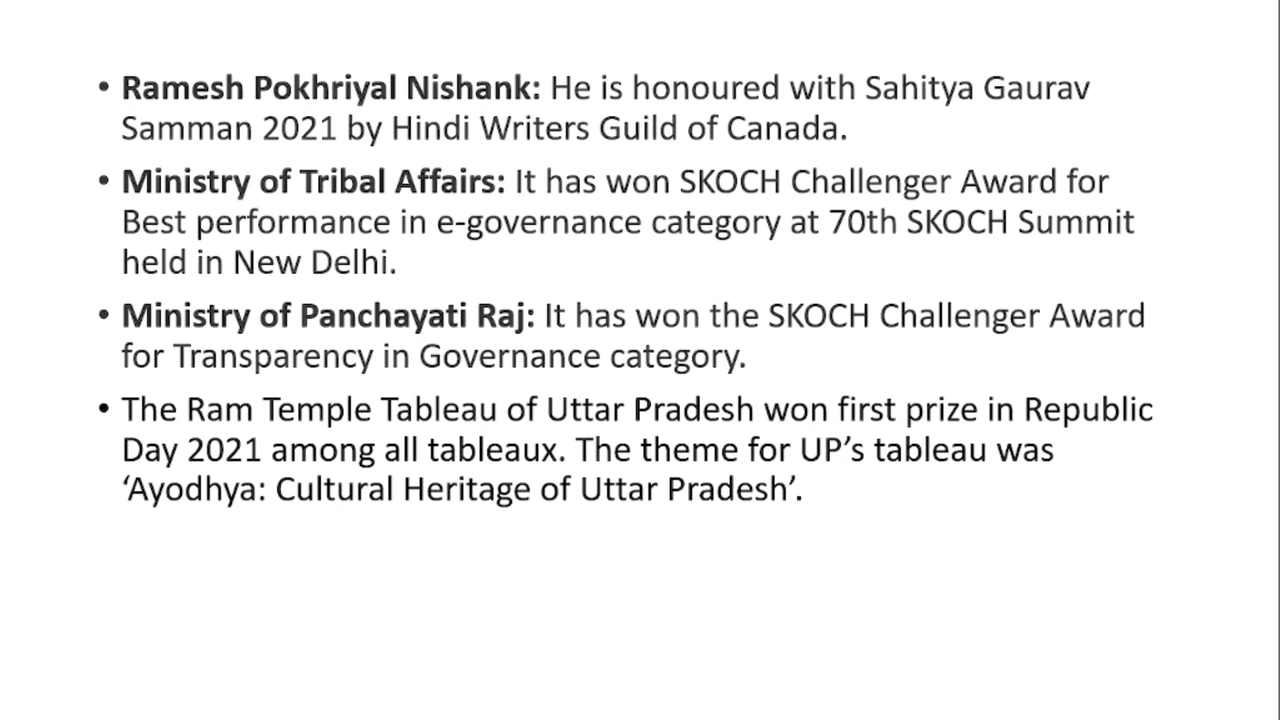 • Ramesh Pokhriyal Nishank: He is honoured with Sahitya Gaurav
Samman 2021 by Hindi Writers Guild of Canada.
• Ministry of Tribal Affairs: It has won SKOCH Challenger Award for
Best performance in e-governance category at 70th SKOCH Summit
held in New Delhi.
• Ministry of Panchayati Raj: It has won the SKOCH Challenger Award
for Transparency in Governance category.
• The Ram Temple Tableau of Uttar Pradesh won first prize in Republic
Day 2021 among all tableaux. The theme for UP’s tableau was
‘Ayodhya: Cultural Heritage of Uttar Pradesh’.